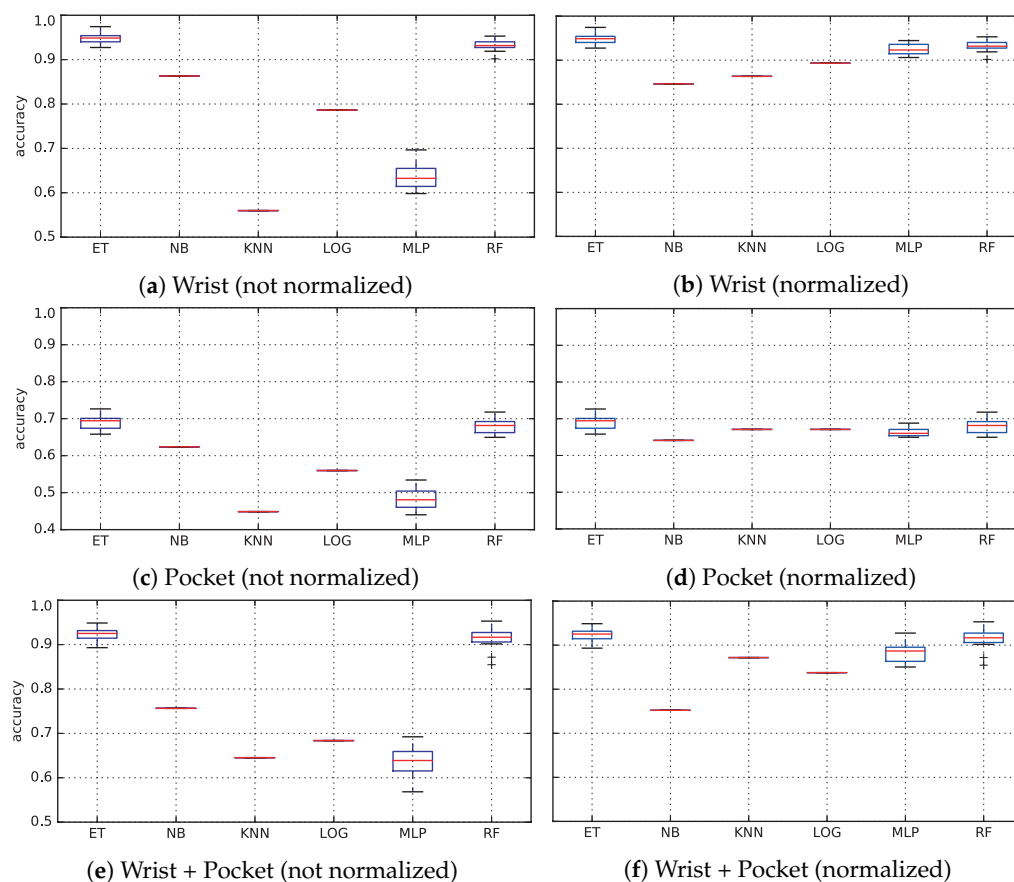 1.0
0.9
0.8
0.7
0.6
0.5
accuracy
ET NB KNN LOG MLP RF
ET NB KNN LOG MLP RF
(a) Wrist (not normalized)
(b) Wrist (normalized)
1.0
0.9
0.8
0.7
0.6
0.5
0.4
accuracy
ET NB KNN LOG MLP RF
ET NB KNN LOG MLP RF
(c) Pocket (not normalized)
(d) Pocket (normalized)
1.0
0.9
0.8
0.7
0.6
0.5
accuracy
ET NB KNN LOG MLP RF
ET NB KNN LOG MLP RF
(e) Wrist + Pocket (not normalized)
(f) Wrist + Pocket (normalized)